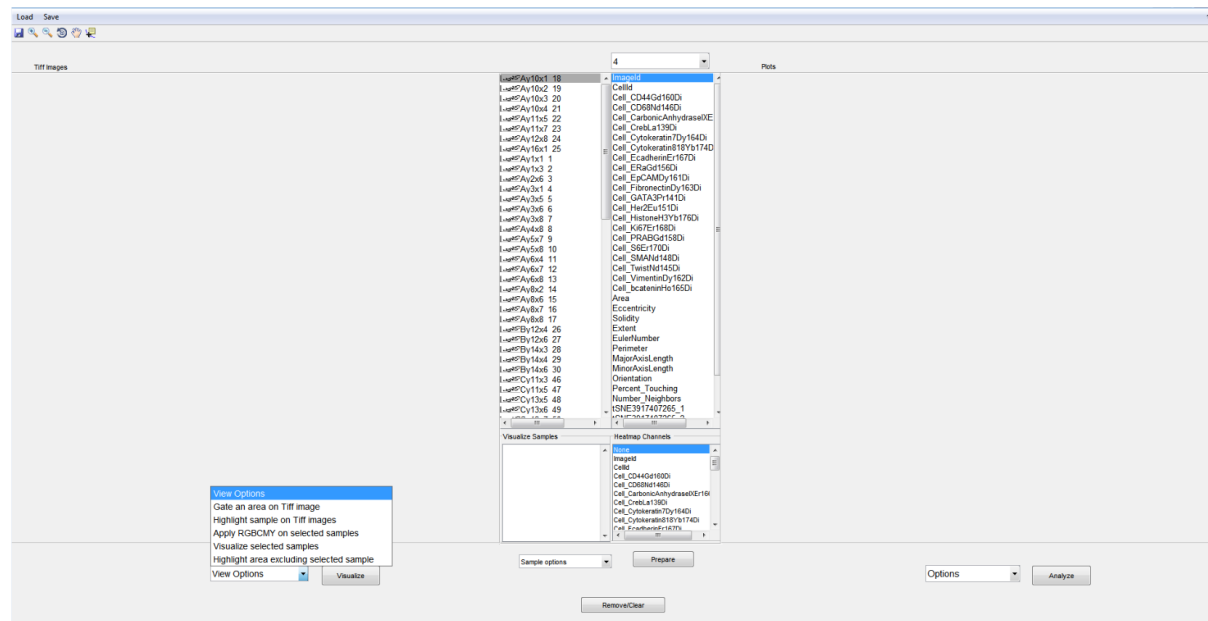 Load Save
4
Tiff Images
Plots
Ay10x1 18
Ay10x2 19
Ay10x3 20
Ay10x4 21
Ay11x5 22
Ay11x7 23
Ay12x8 24
Ay16x1 25
Ay1x1 1
Ay1x3 2
Ay2x6 3
Ay3x1 4
Ay3x5 5
Ay3x6 6
Ay3x8 7
Ay4x8 8
Ay5x7 9
Ay5x8 10
Ay6x4 11
Ay6x7 12
Ay6x8 13
Ay8x2 14
Ay8x6 15
Ay8x7 16
Ay8x8 17
By12x4 26
By12x6 27
By14x3 28
By14x4 29
By14x6 30
Cy11x3 46
Cy11x5 47
Cy13x5 48
Cy13x6 49
ImageId
CellId
Cell_CD44Gd160Di
Cell_CD68Nd146Di
Cell_CarbonicAnhydraseIXE
Cell_CrebLa139Di
Cell_Cytokeratin7Dy164Di
Cell_Cytokeratin818Yb174D
Cell_EcadherinEr167Di
Cell_ERaGd156Di
Cell_EpCAMDy161Di
Cell_FibronectinDy163Di
Cell_GATA3Pr141Di
Cell_Her2Eu151Di
Cell_HistoneH3Yb176Di
Cell_Ki67Er168Di
Cell_PRABGd158Di
Cell_S6Er170Di
Cell_SMANd148Di
Cell_TwistNd145Di
Cell_VimentinDy162Di
Cell_bcateninHo165Di
Area
Eccentricity
Solidity
Extent
EulerNumber
Perimeter
MajorAxisLength
MinorAxisLength
Orientation
Percent_Touching
Number_Neighbors
tSNE3917407265_1
Visualize Samples
Heatmap Channels
None
ImageId
CellId
Cell_CD44Gd160Di
Cell_CD68Nd146Di
Cell_CarbonicAnhydraseIXEr166
Cell_CrebLa139Di
Cell_Cytokeratin7Dy164Di
Cell_Cytokeratin818Yb174Di
Cell_EcadherinEr167Di
View Options
Gate an area on Tiff image
Highlight sample on Tiff images
Apply RGBCMY on selected samples
Visualize selected samples
Highlight area excluding selected sample
View Options
Visualize
Sample options
Prepare
Options
Analyze
Remove/Clear